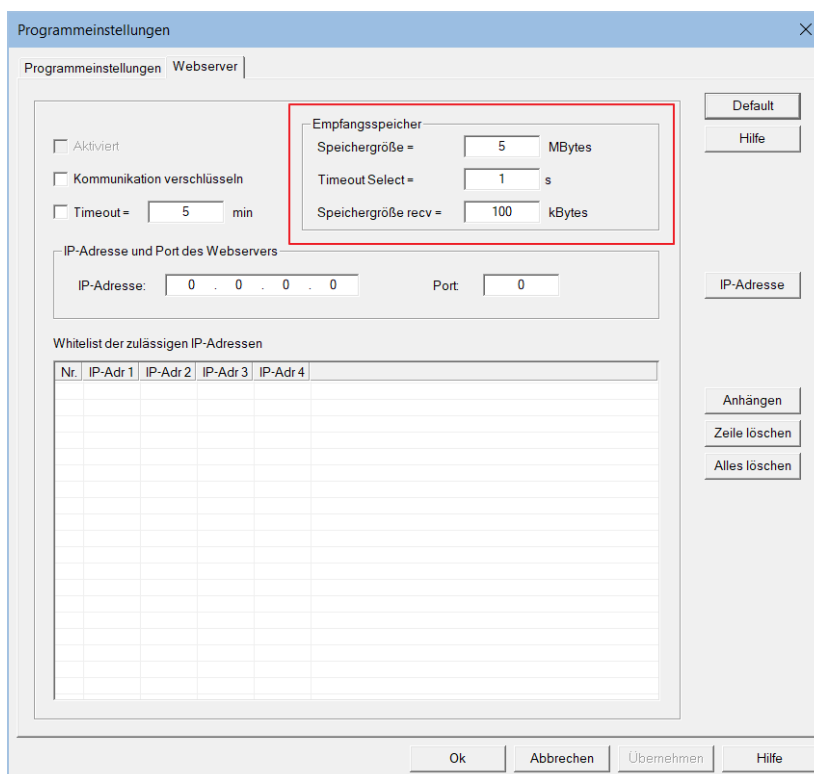 Programmeinstellungen
Programmeinstellungen Webserver
Default
Hilfe
Empfangsspeicher
Aktiviert
Speichergröße = 5 MBytes
Kommunikation verschlüsseln
Timeout Select = 1 s
Timeout = 5 min
Speichergröße recv = 100 kBytes
IP-Adresse und Port des Webservers
IP-Adresse: 0 . 0 . 0 . 0 Port: 0
IP-Adresse
Whitelist der zulässigen IP-Adressen
Nr. IP-Adr 1 IP-Adr 2 IP-Adr 3 IP-Adr 4
Anhängen
Zeile löschen
Alles löschen
Ok Abbrechen Übernehmen Hilfe